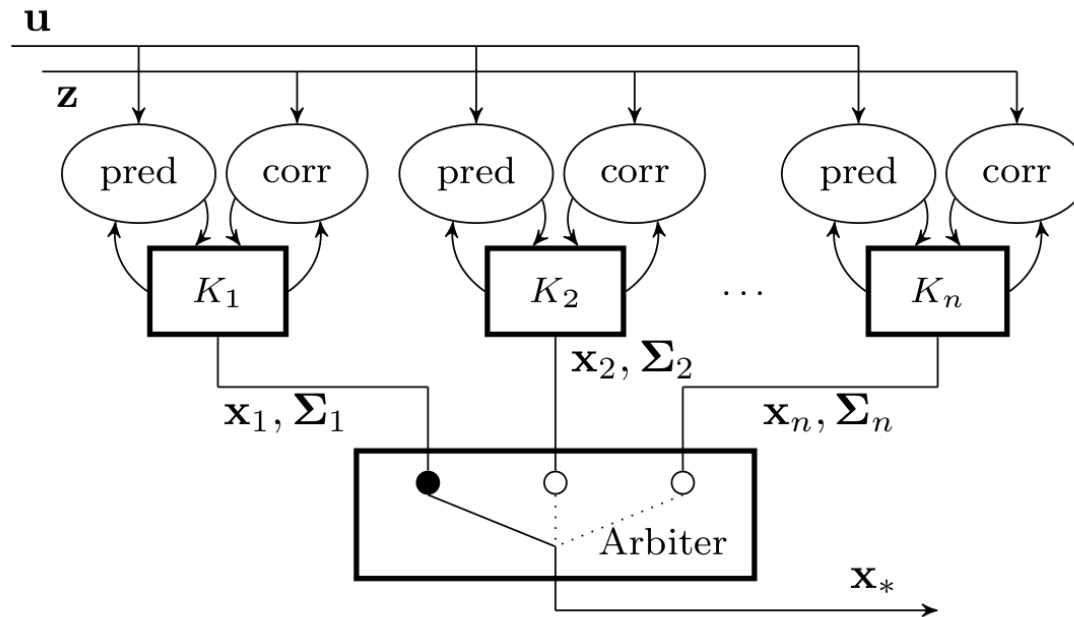 u
z
pred corr pred corr pred corr
K₁ K₂ ... Kₙ
x₂, Σ₂
x₁, Σ₁ xₙ, Σₙ
Arbiter
x*